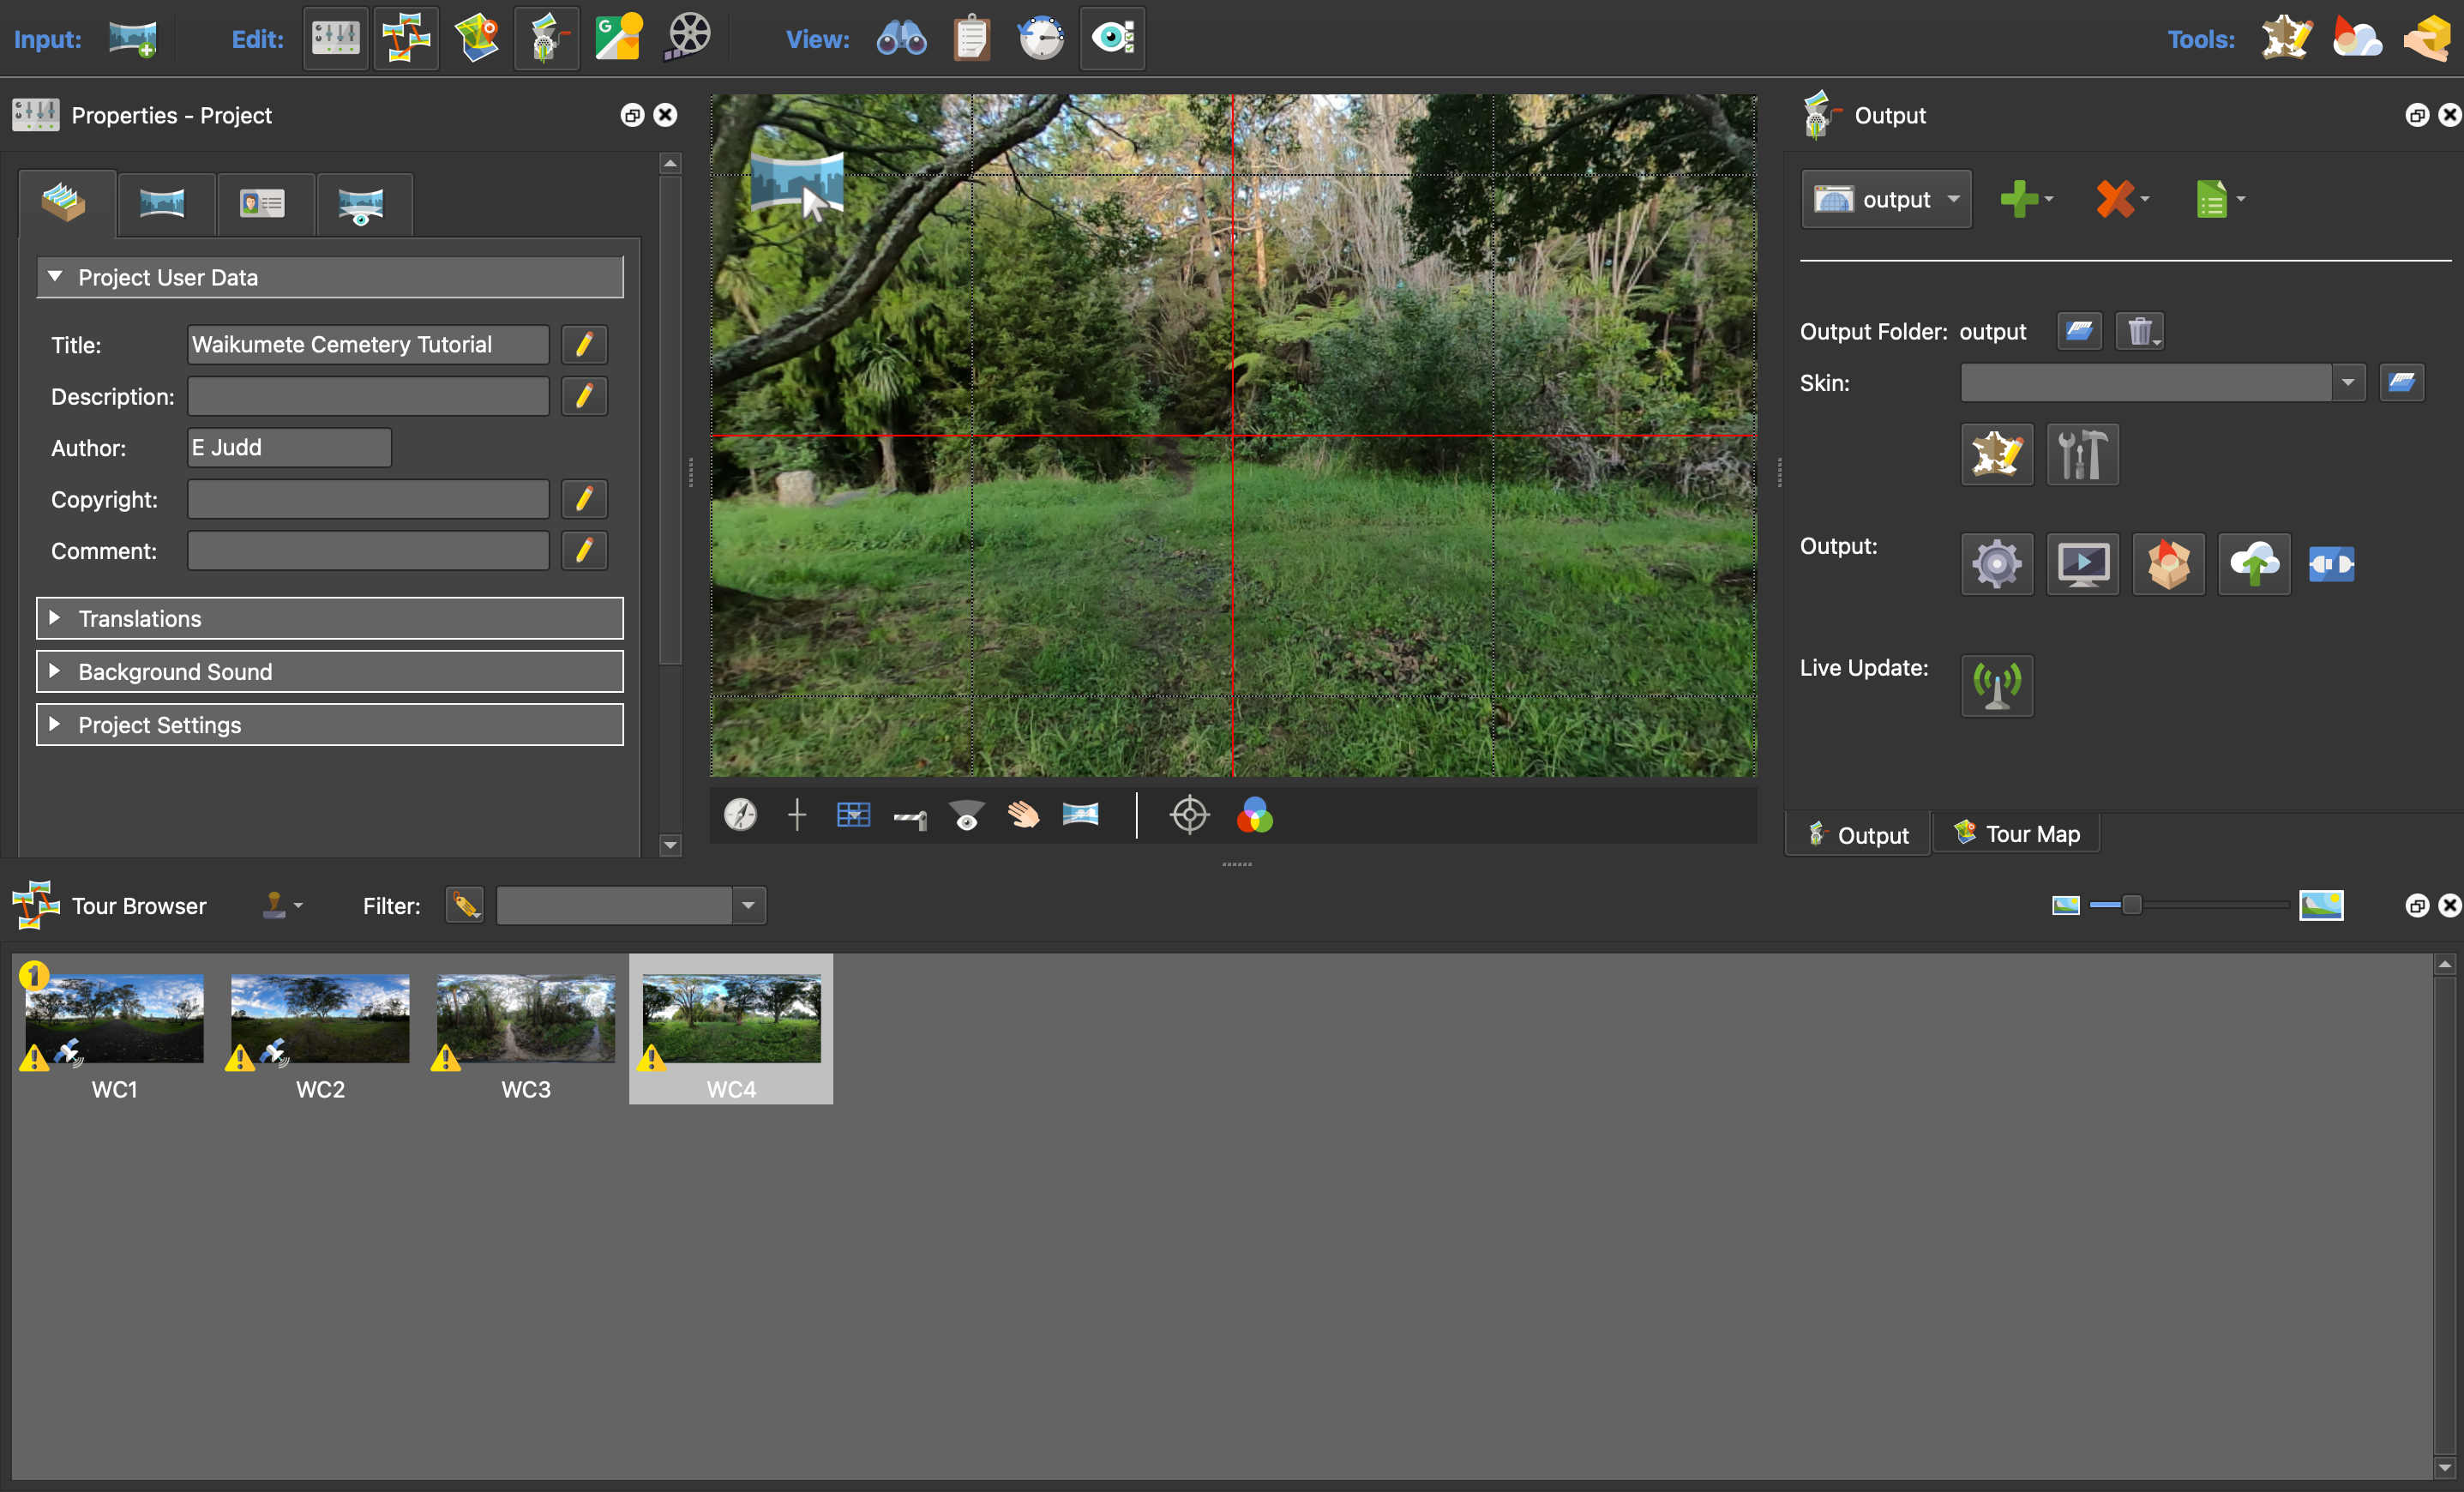 Input:
Edit:
View:
Tools:
Properties - Project
Project User Data
Title: Waikumete Cemetery Tutorial
Description:
Author: E Judd
Copyright:
Comment:
Translations
Background Sound
Project Settings
Output
output
Output Folder: output
Skin:
Output:
Live Update:
Output
Tour Map
Tour Browser
Filter:
1
WC1
WC2
WC3
WC4